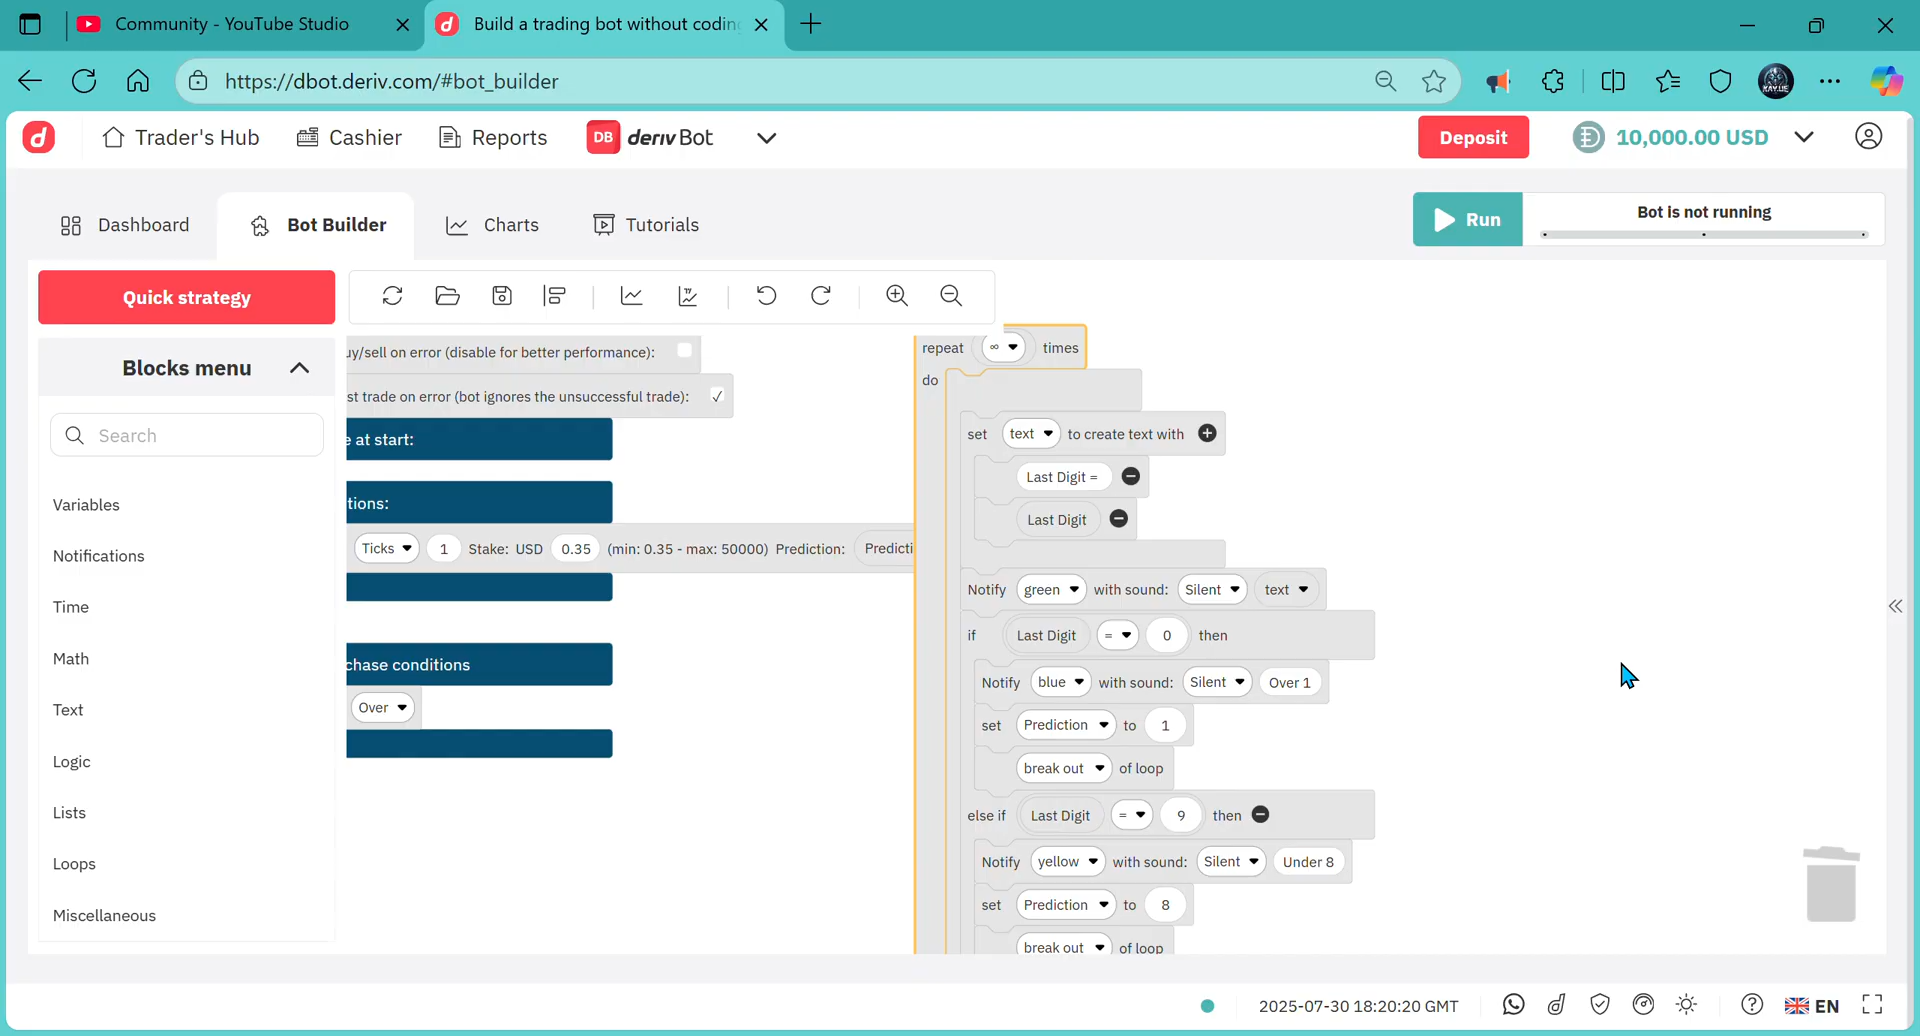 Community - YouTube Studio
Build a trading bot without coding
https://dbot.deriv.com/#bot_builder
Trader's Hub
Cashier
Reports
DB deriv Bot
Deposit
10,000.00 USD
Dashboard
Bot Builder
Charts
Tutorials
Run
Bot is not running
Quick strategy
Blocks menu
Search
Variables
Notifications
Time
Math
Text
Logic
Lists
Loops
Miscellaneous
uy/sell on error (disable for better performance):
st trade on error (bot ignores the unsuccessful trade): ✓
e at start:
tions:
Ticks 1 Stake: USD 0.35 (min: 0.35 - max: 50000) Prediction: Predicti
chase conditions
Over
repeat ∞ times
do
set text to create text with
Last Digit =
Last Digit
Notify green with sound: Silent text
if Last Digit = 0 then
Notify blue with sound: Silent Over 1
set Prediction to 1
break out of loop
else if Last Digit = 9 then
Notify yellow with sound: Silent Under 8
set Prediction to 8
break out of loop
2025-07-30 18:20:20 GMT
EN